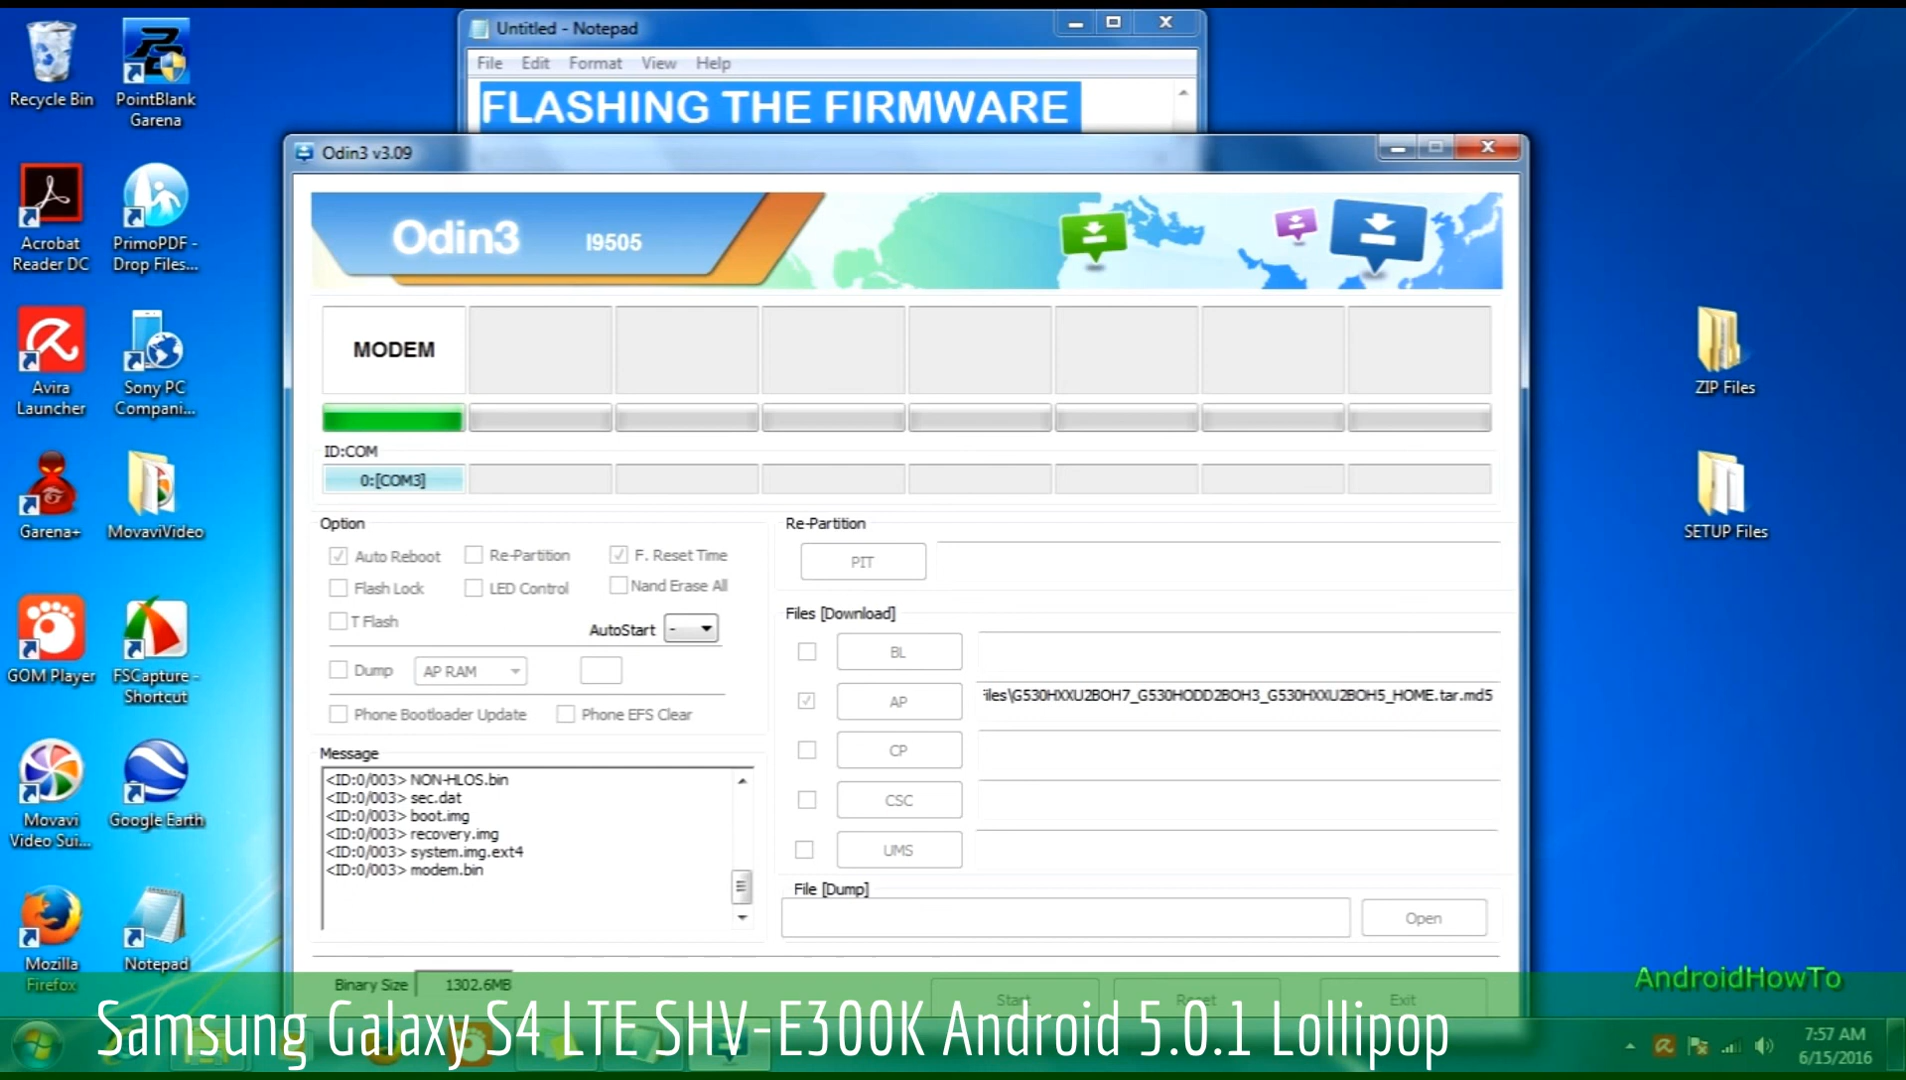 Recycle Bin
PointBlank
Garena
Acrobat
Reader DC
PrimoPDF -
Drop Files...
Avira
Launcher
Sony PC
Compani...
Garena+
MovaviVideo
GOM Player
FSCapture -
Shortcut
Movavi
Video Sui...
Google Earth
Mozilla
Firefox
Notepad
Untitled - Notepad
File Edit Format View Help
FLASHING THE FIRMWARE
Odin3 v3.09
Odin3 I9505
MODEM
ID:COM
0:[COM3]
Option
Auto Reboot Re-Partition F. Reset Time
Flash Lock LED Control Nand Erase All
T Flash
AutoStart -
Dump AP RAM
Phone Bootloader Update Phone EFS Clear
Message
<ID:0/003> NON-HLOS.bin
<ID:0/003> sec.dat
<ID:0/003> boot.img
<ID:0/003> recovery.img
<ID:0/003> system.img.ext4
<ID:0/003> modem.bin
Re-Partition
PIT
Files [Download]
BL
AP iles\G530HXXU2BOH7_G530HODD2BOH3_G530HXXU2BOH5_HOME.tar.md5
CP
CSC
UMS
File [Dump]
Open
Binary Size 1302.6MB
Start Reset Exit
ZIP Files
SETUP Files
AndroidHowTo
Samsung Galaxy S4 LTE SHV-E300K Android 5.0.1 Lollipop
7:57 AM
6/15/2016